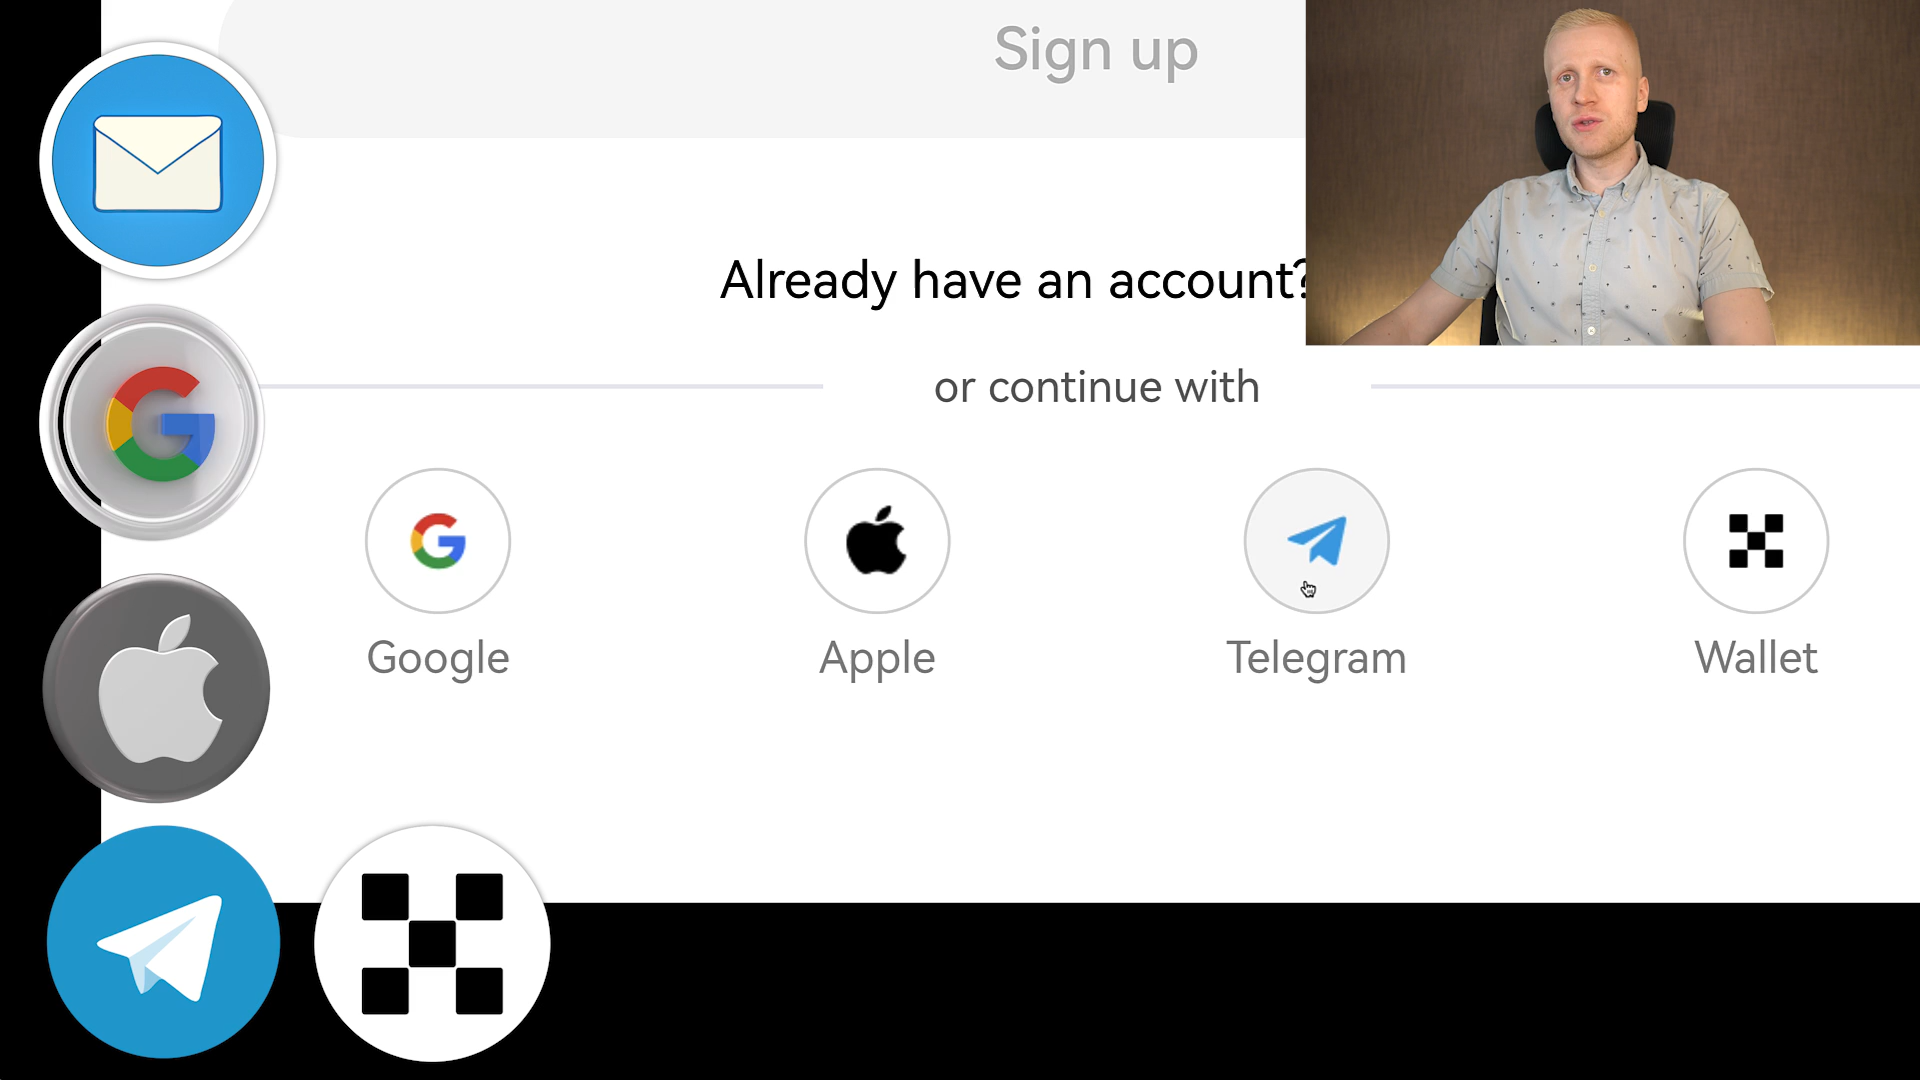 Sign up
Already have an account?
or continue with
Google
Apple
Telegram
Wallet